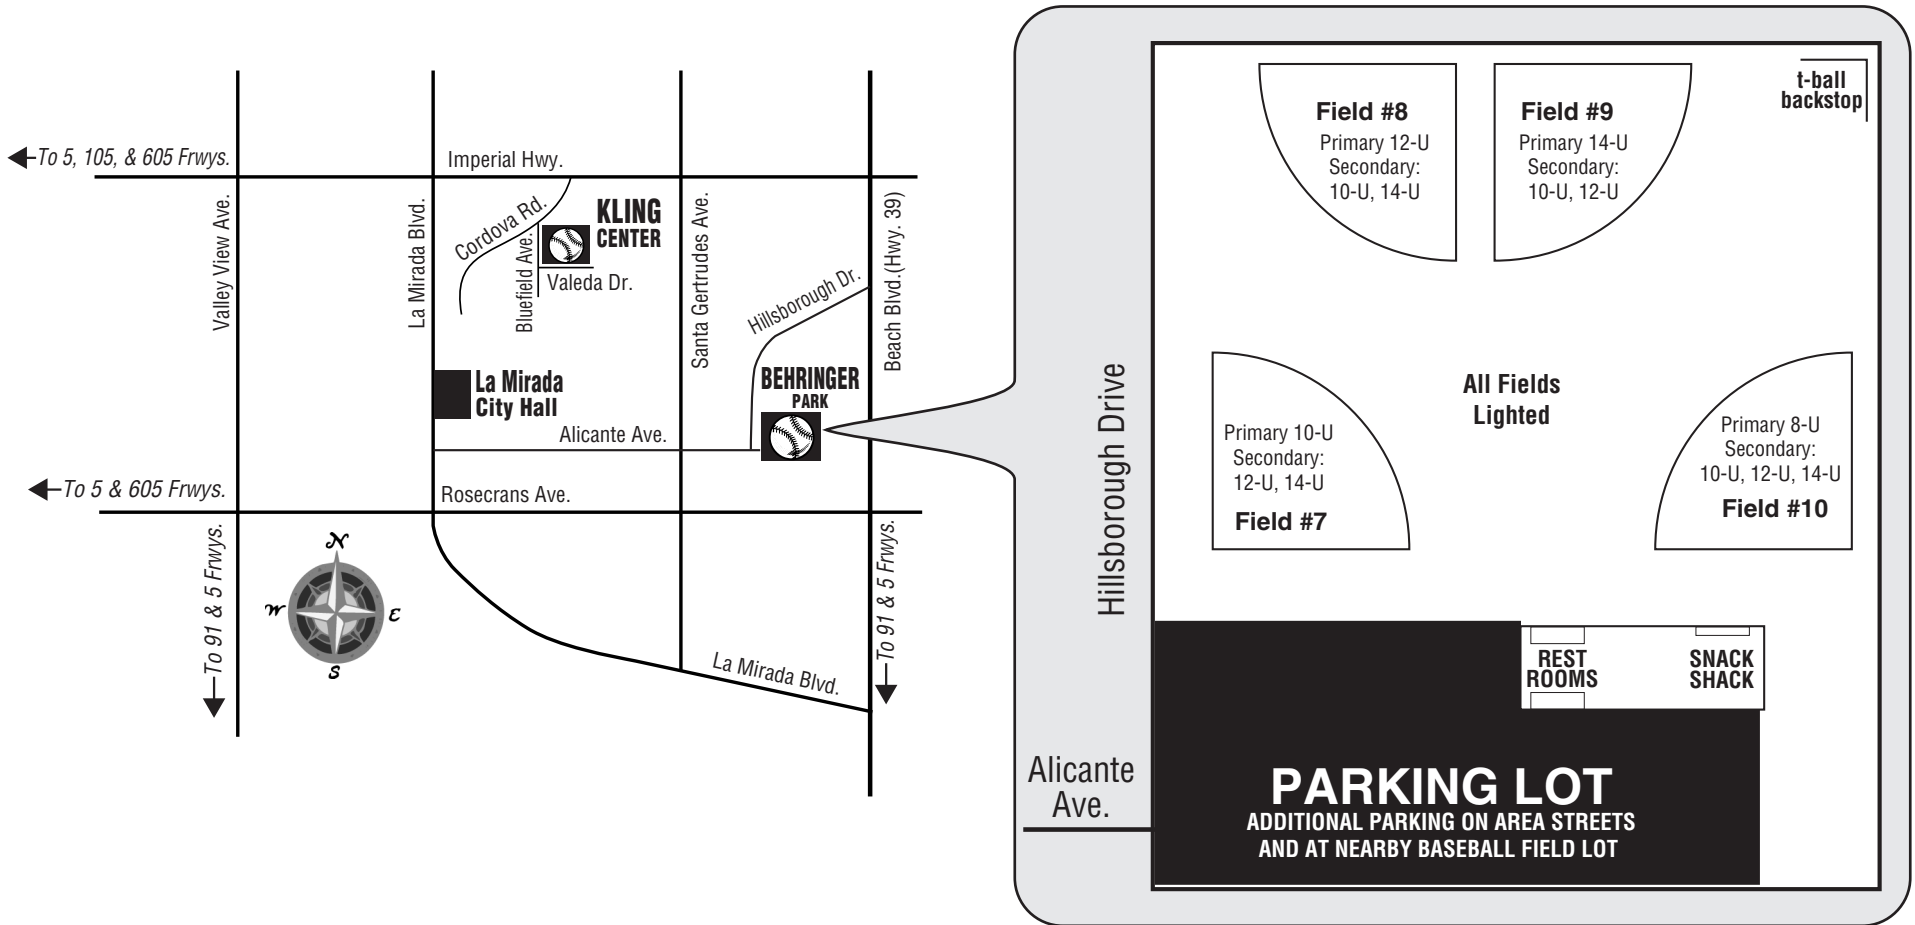 To 5, 105, & 605 Frwys.
Imperial Hwy.
Valley View Ave.
La Mirada Blvd.
Cordova Rd.
Bluefield Ave.
KLING
CENTER
Valeda Dr.
Santa Gertrudes Ave.
Hillsborough Dr.
Beach Blvd.(Hwy. 39)
La Mirada
City Hall
BEHRINGER
PARK
Alicante Ave.
To 5 & 605 Frwys.
Rosecrans Ave.
To 91 & 5 Frwys.
N
W
E
S
La Mirada Blvd.
To 91 & 5 Frwys.
Field #8
Primary 12-U
Secondary:
10-U, 14-U
Field #9
Primary 14-U
Secondary:
10-U, 12-U
t-ball
backstop
Hillsborough Drive
All Fields
Lighted
Primary 10-U
Secondary:
12-U, 14-U
Field #7
Primary 8-U
Secondary:
10-U, 12-U, 14-U
Field #10
REST
ROOMS
SNACK
SHACK
Alicante
Ave.
PARKING LOT
ADDITIONAL PARKING ON AREA STREETS
AND AT NEARBY BASEBALL FIELD LOT